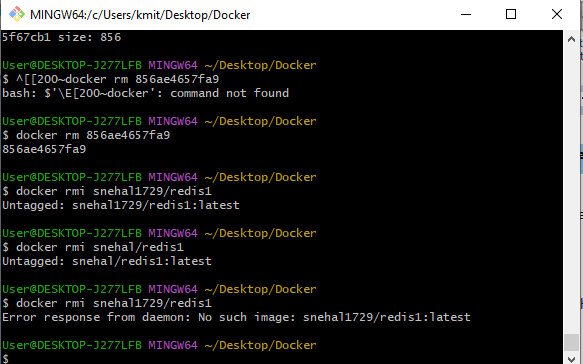 MINGW64:/c/Users/kmit/Desktop/Docker
5f67cb1 size: 856
User@DESKTOP-J277LFB MINGW64 ~/Desktop/Docker
$ ^[[200~docker rm 856ae4657fa9
bash: $'\E[200~docker': command not found
User@DESKTOP-J277LFB MINGW64 ~/Desktop/Docker
$ docker rm 856ae4657fa9
856ae4657fa9
User@DESKTOP-J277LFB MINGW64 ~/Desktop/Docker
$ docker rmi snehal1729/redis1
Untagged: snehal1729/redis1:latest
User@DESKTOP-J277LFB MINGW64 ~/Desktop/Docker
$ docker rmi snehal/redis1
Untagged: snehal/redis1:latest
User@DESKTOP-J277LFB MINGW64 ~/Desktop/Docker
$ docker rmi snehal1729/redis1
Error response from daemon: No such image: snehal1729/redis1:latest
User@DESKTOP-J277LFB MINGW64 ~/Desktop/Docker
$